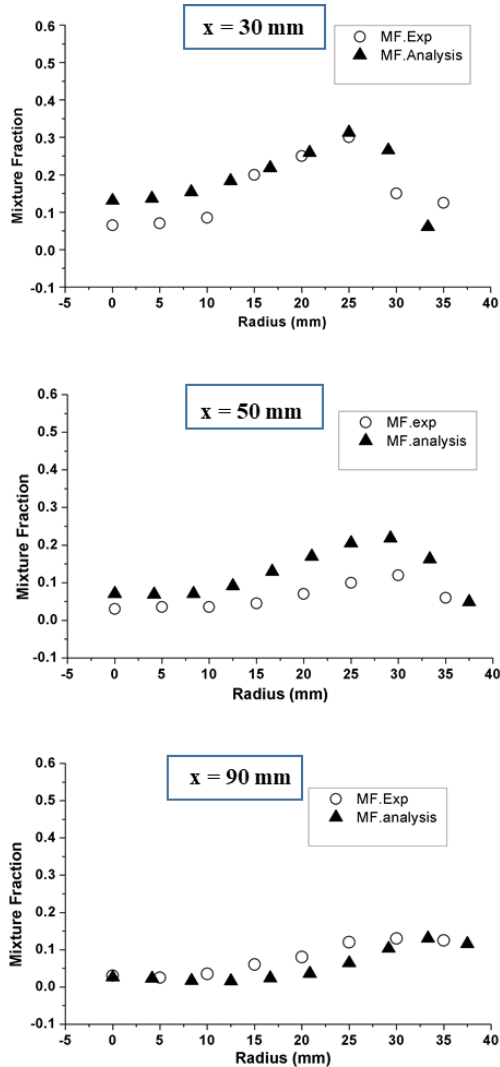 x = 30 mm
MF.Exp
MF.Analysis
0.6
0.5
0.4
0.3
0.2
0.1
0.0
-0.1
Mixture Fraction
-5 0 5 10 15 20 25 30 35 40
Radius (mm)
x = 50 mm
MF.exp
MF.analysis
0.6
0.5
0.4
0.3
0.2
0.1
0.0
-0.1
Mixture Fraction
-5 0 5 10 15 20 25 30 35 40
Radius (mm)
x = 90 mm
MF.Exp
MF.analysis
0.6
0.5
0.4
0.3
0.2
0.1
0.0
-0.1
Mixture Fraction
-5 0 5 10 15 20 25 30 35 40
Radius (mm)